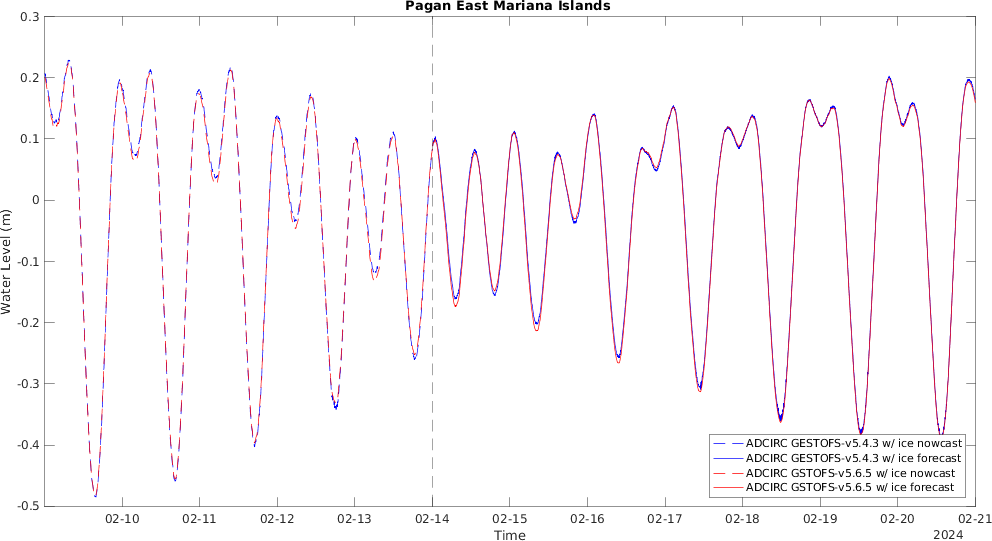 Pagan East Mariana Islands
Water Level (m)
0.3
0.2
0.1
0
-0.1
-0.2
-0.3
-0.4
-0.5
ADCIRC GESTOFS-v5.4.3 w/ ice nowcast
ADCIRC GESTOFS-v5.4.3 w/ ice forecast
ADCIRC GSTOFS-v5.6.5 w/ ice nowcast
ADCIRC GSTOFS-v5.6.5 w/ ice forecast
02-10 02-11 02-12 02-13 02-14 02-15 02-16 02-17 02-18 02-19 02-20 02-21
Time
2024